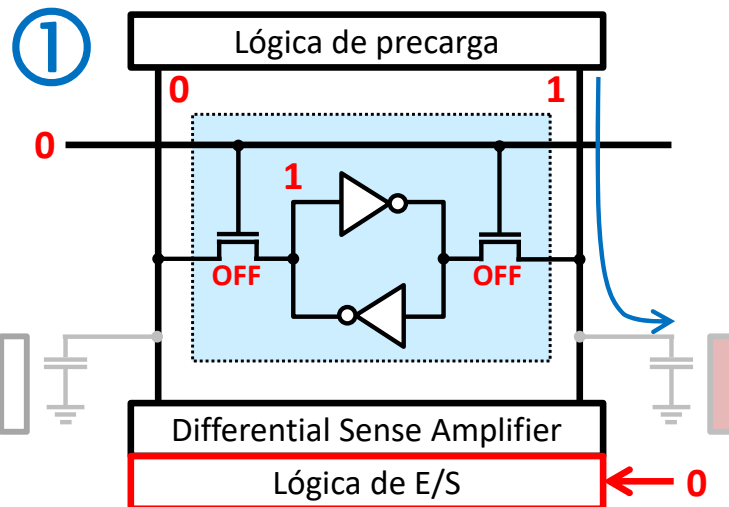 ①
Lógica de precarga
0
1
0
1
OFF
OFF
Differential Sense Amplifier
Lógica de E/S
0